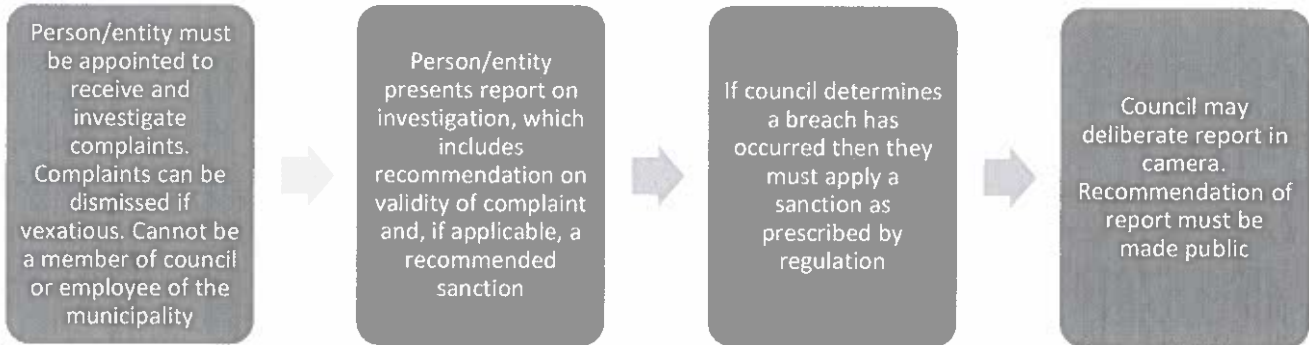 Person/entity must
be appointed to
receive and
investigate
complaints.
Complaints can be
dismissed if
vexatious. Cannot be
a member of council
or employee of the
municipality
Person/entity
presents report on
investigation, which
includes
recommendation on
validity of complaint
and, if applicable, a
recommended
sanction
If council determines
a breach has
occurred then they
must apply a
sanction as
prescribed by
regulation
Council may
deliberate report in
camera.
Recommendation of
report must be
made public